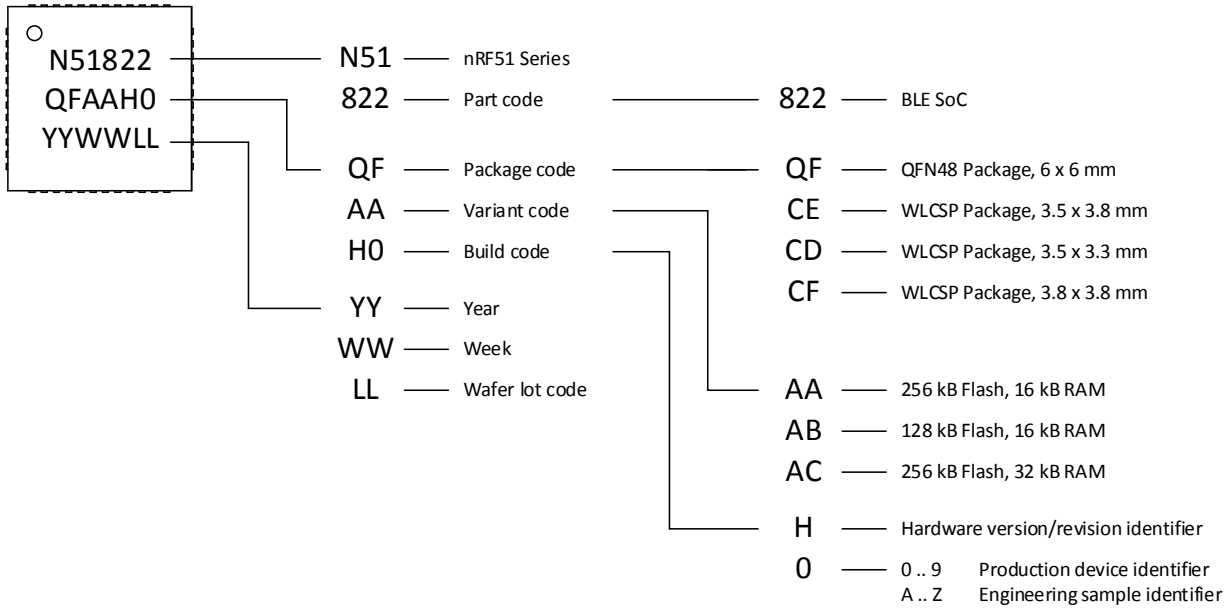 N51822
QFAAH0
YYWWLL
N51 nRF51 Series
822 Part code 822 BLE SoC
QF Package code QF QFN48 Package, 6 x 6 mm
AA Variant code CE WLCSP Package, 3.5 x 3.8 mm
H0 Build code CD WLCSP Package, 3.5 x 3.3 mm
CF WLCSP Package, 3.8 x 3.8 mm
YY Year
WW Week
LL Wafer lot code
AA 256 kB Flash, 16 kB RAM
AB 128 kB Flash, 16 kB RAM
AC 256 kB Flash, 32 kB RAM
H Hardware version/revision identifier
0 0 .. 9 Production device identifier
A .. Z Engineering sample identifier